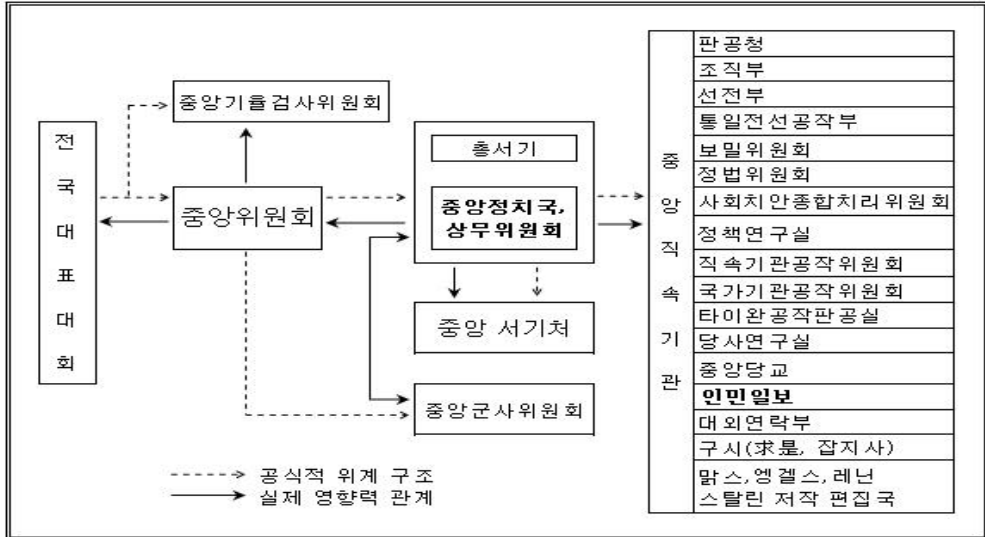 전국대표대회
중앙기율검사위원회
중앙위원회
총서기
중앙정치국,
상무위원회
중앙 서기처
중앙군사위원회
중앙직속기관
판공청
조직부
선전부
통일전선공작부
보밀위원회
정법위원회
사회치안종합치리위원회
정책연구실
직속기관공작위원회
국가기관공작위원회
타이완공작판공실
당사연구실
중앙당교
인민일보
대외연락부
구시(求是, 잡지사)
맑스,엥겔스,레닌
스탈린 저작 편집국
공식적 위계 구조
실제 영향력 관계